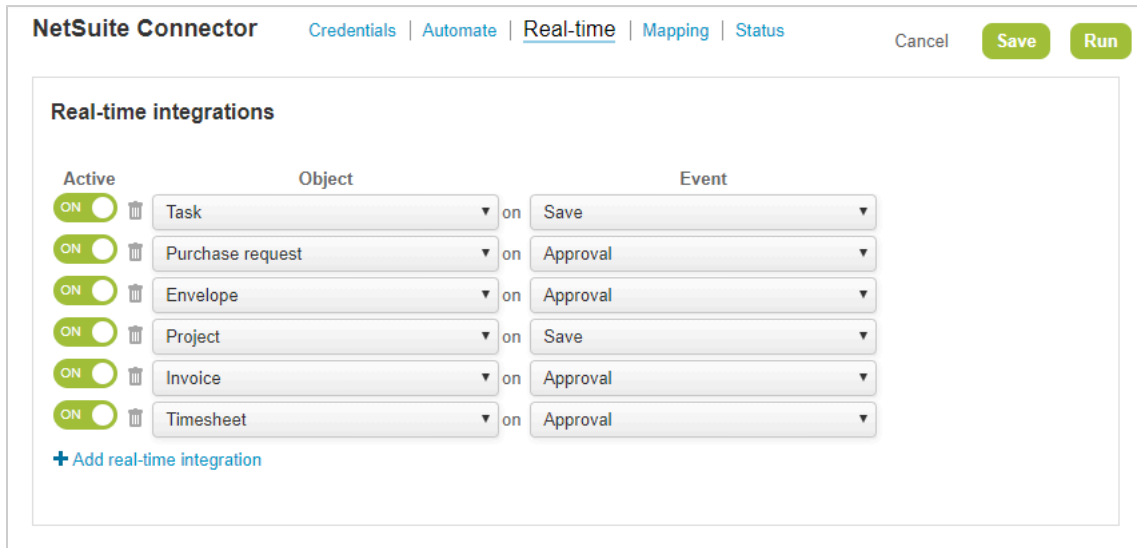 NetSuite Connector Credentials | Automate | Real-time | Mapping | Status Cancel Save Run
Real-time integrations
Active Object Event
ON Task on Save
ON Purchase request on Approval
ON Envelope on Approval
ON Project on Save
ON Invoice on Approval
ON Timesheet on Approval
+ Add real-time integration